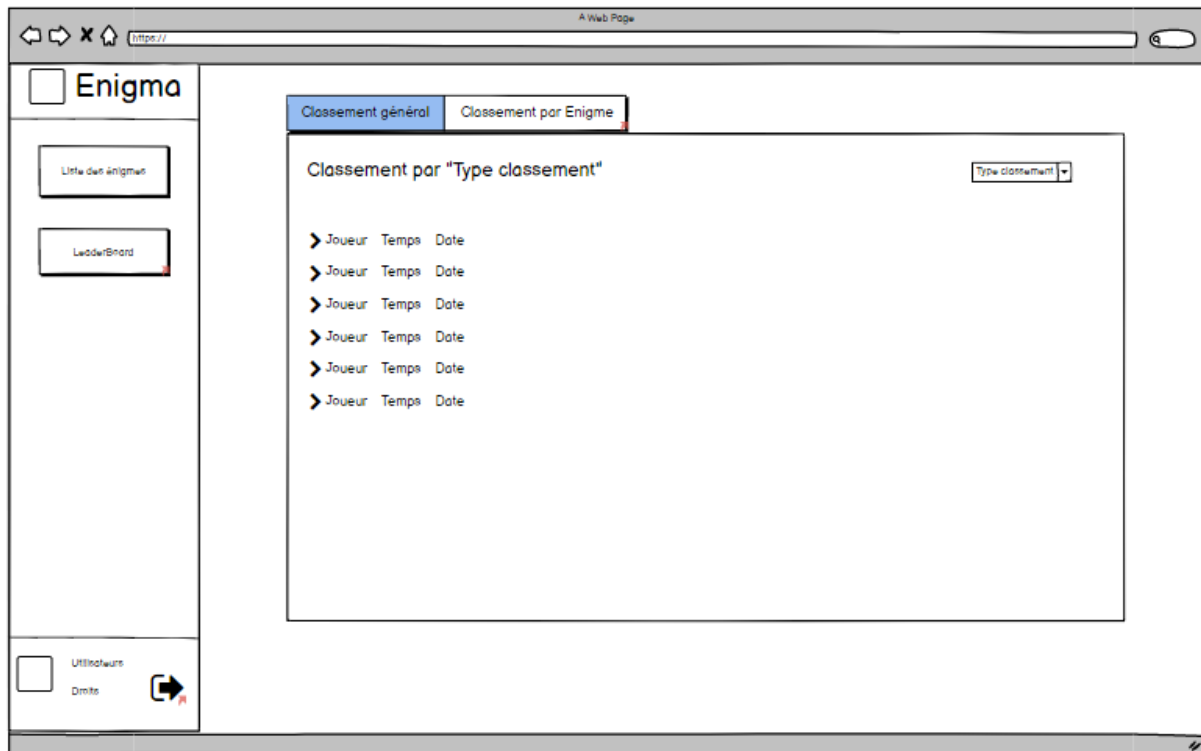 A Web Page
https://
Enigma
Liste des énigmes
LeaderBoard
Classement général
Classement par Enigme
Classement par "Type classement"
Type classement
Joueur Temps Date
Joueur Temps Date
Joueur Temps Date
Joueur Temps Date
Joueur Temps Date
Joueur Temps Date
Utilisateurs
Droits